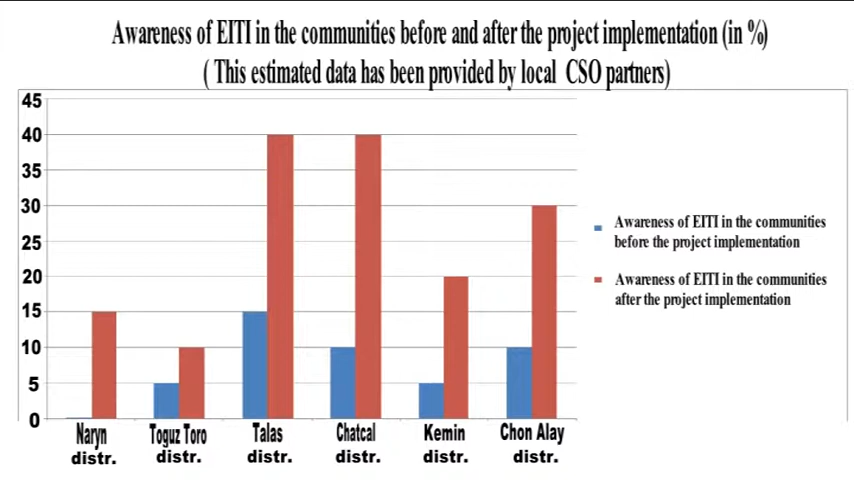 Awareness of EITI in the communities before and after the project implementation (in %)
( This estimated data has been provided by local CSO partners)
45
40
35
30
25
20
15
10
5
0
Naryn distr.
Toguz Toro distr.
Talas distr.
Chatcal distr.
Kemin distr.
Chon Alay distr.
Awareness of EITI in the communities
before the project implementation
Awareness of EITI in the communities
after the project implementation